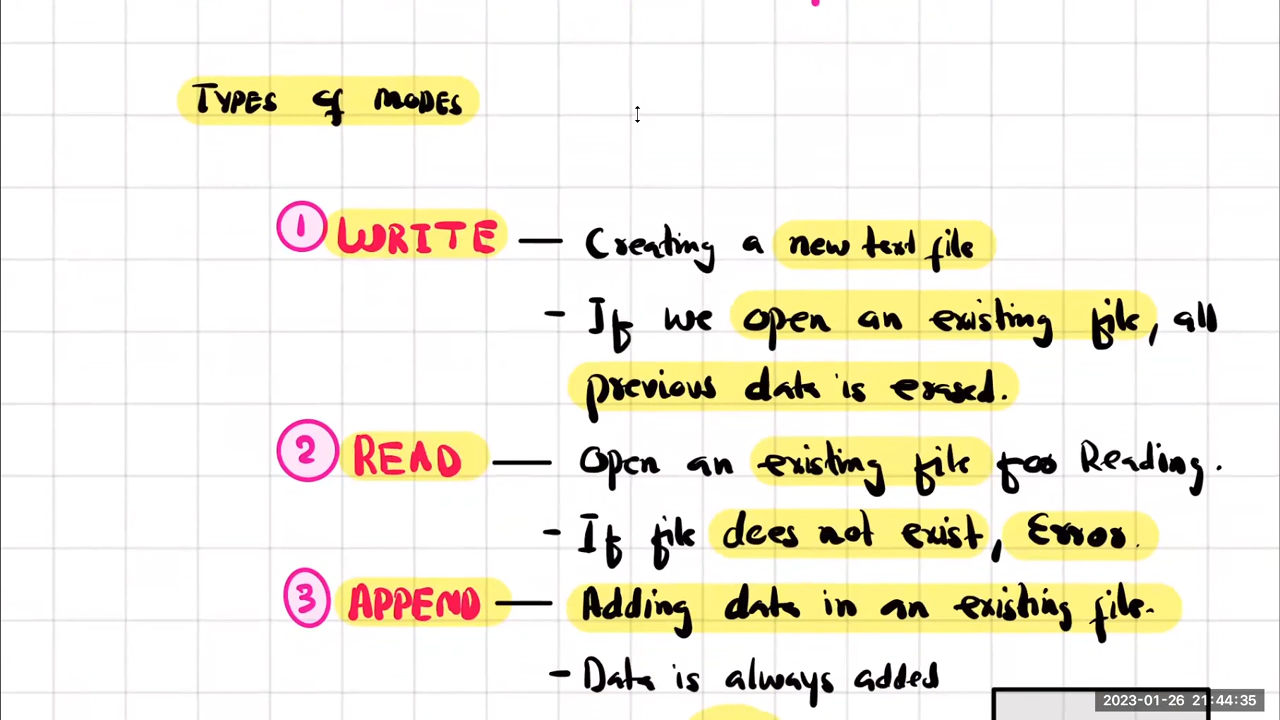 TYPES of MODES
① WRITE — Creating a new text file
- If we open an existing file, all
previous data is erased.
② READ — Open an existing file for Reading.
- If file does not exist, Error.
③ APPEND — Adding data in an existing file.
- Data is always added
2023-01-26 21:44:35